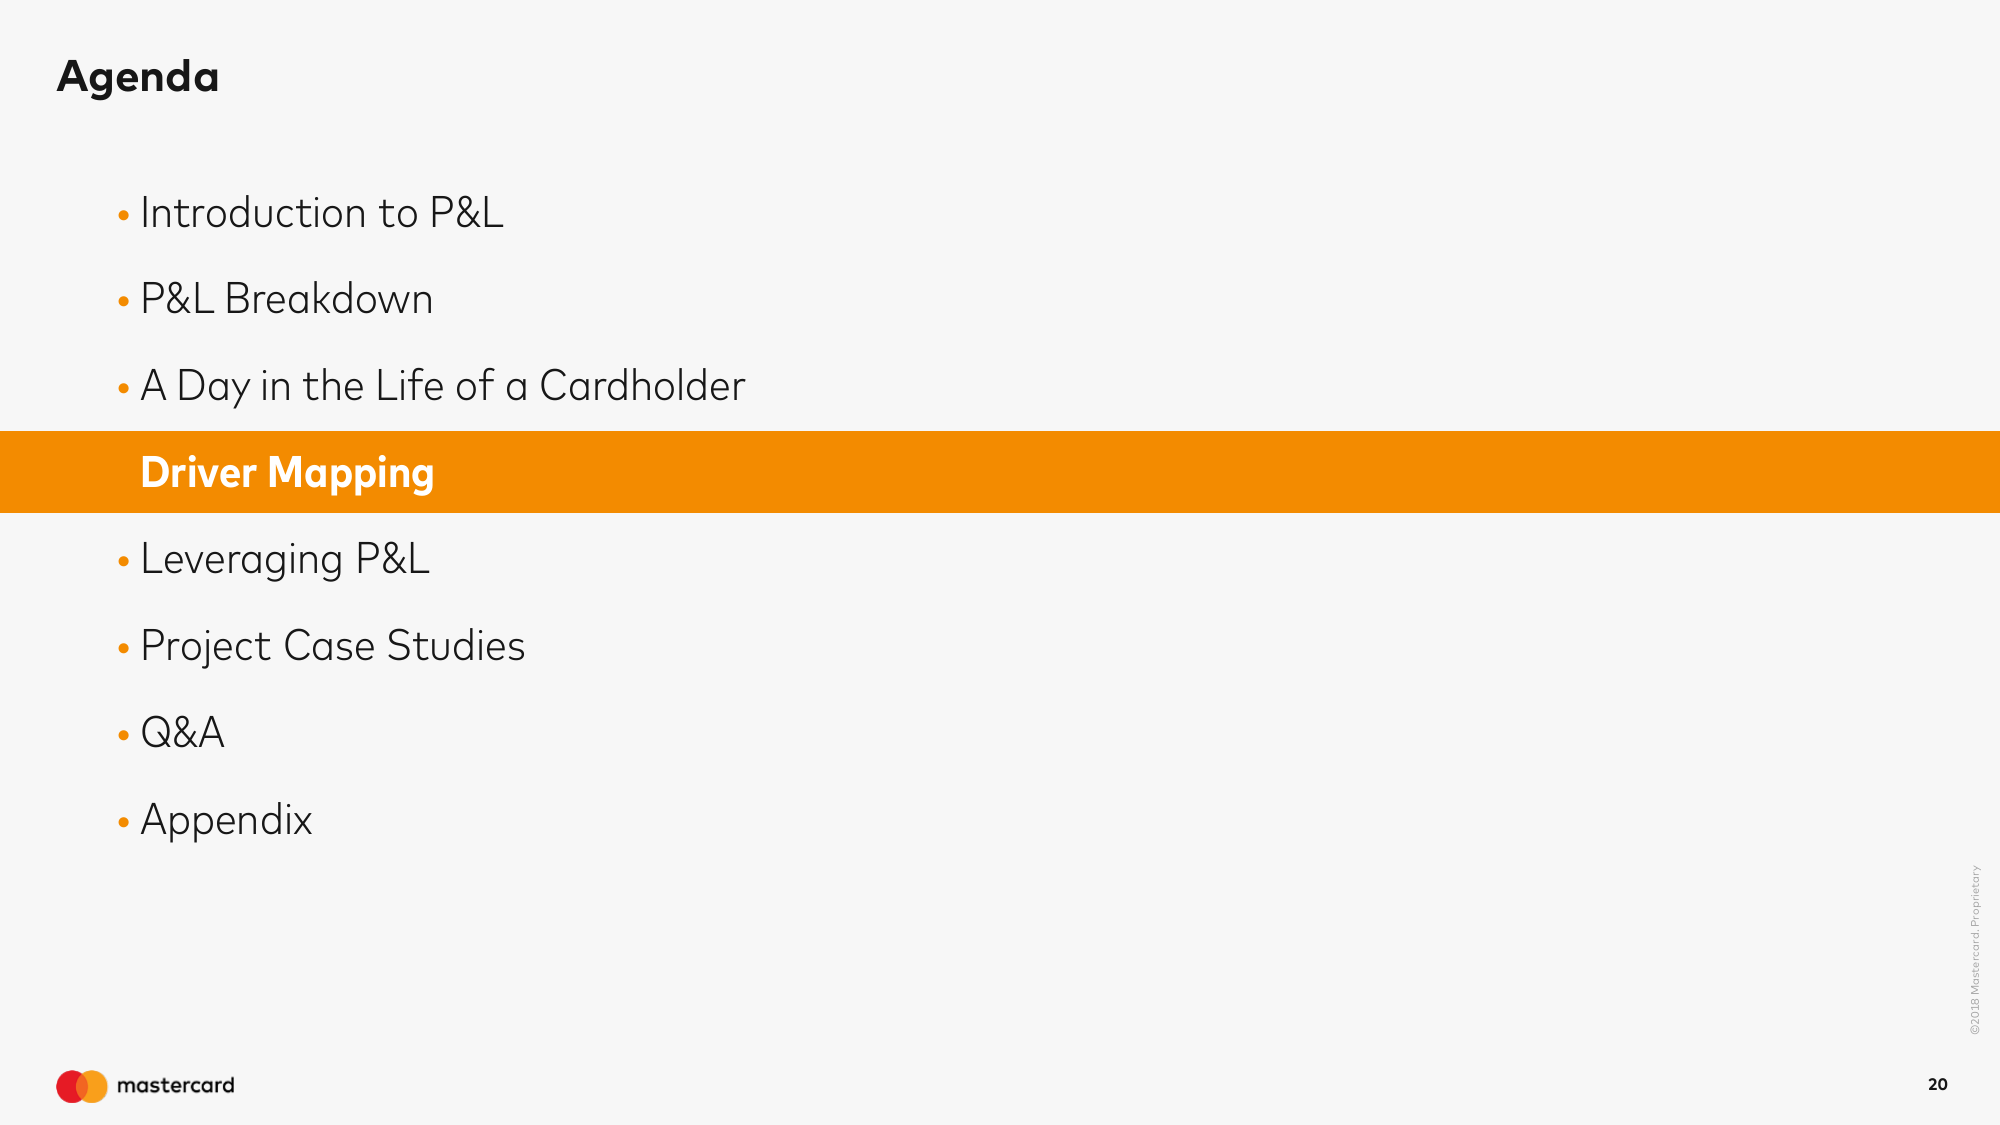 Agenda
• Introduction to P&L
• P&L Breakdown
• A Day in the Life of a Cardholder
Driver Mapping
• Leveraging P&L
• Project Case Studies
• Q&A
• Appendix
©2018 Mastercard. Proprietary
mastercard
20